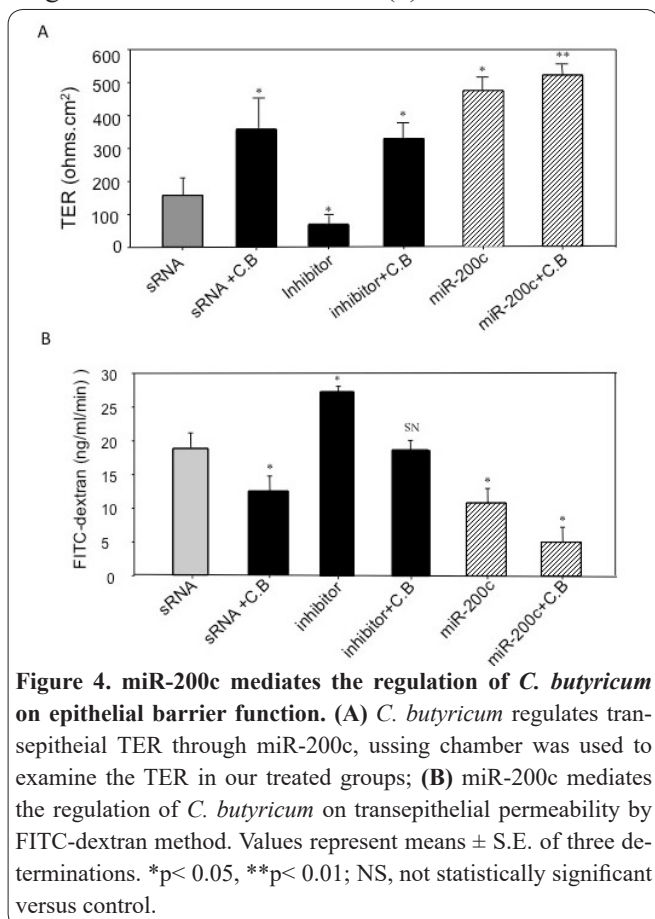 A
TER (ohms.cm²)
600
500
400
300
200
100
0
*
*
*
*
**
sRNA
sRNA +C.B
Inhibitor
inhibitor+C.B
miR-200c
miR-200c+C.B
B
FITC-dextran (ng/ml/min) )
30
25
20
15
10
5
0
*
*
SN
*
*
sRNA
sRNA +C.B
inhibitor
inhibitor+C.B
miR-200c
miR-200c+C.B
Figure 4. miR-200c mediates the regulation of C. butyricum
on epithelial barrier function. (A) C. butyricum regulates tran-
sepitheial TER through miR-200c, ussing chamber was used to
examine the TER in our treated groups; (B) miR-200c mediates
the regulation of C. butyricum on transepithelial permeability by
FITC-dextran method. Values represent means ± S.E. of three de-
terminations. *p< 0.05, **p< 0.01; NS, not statistically significant
versus control.